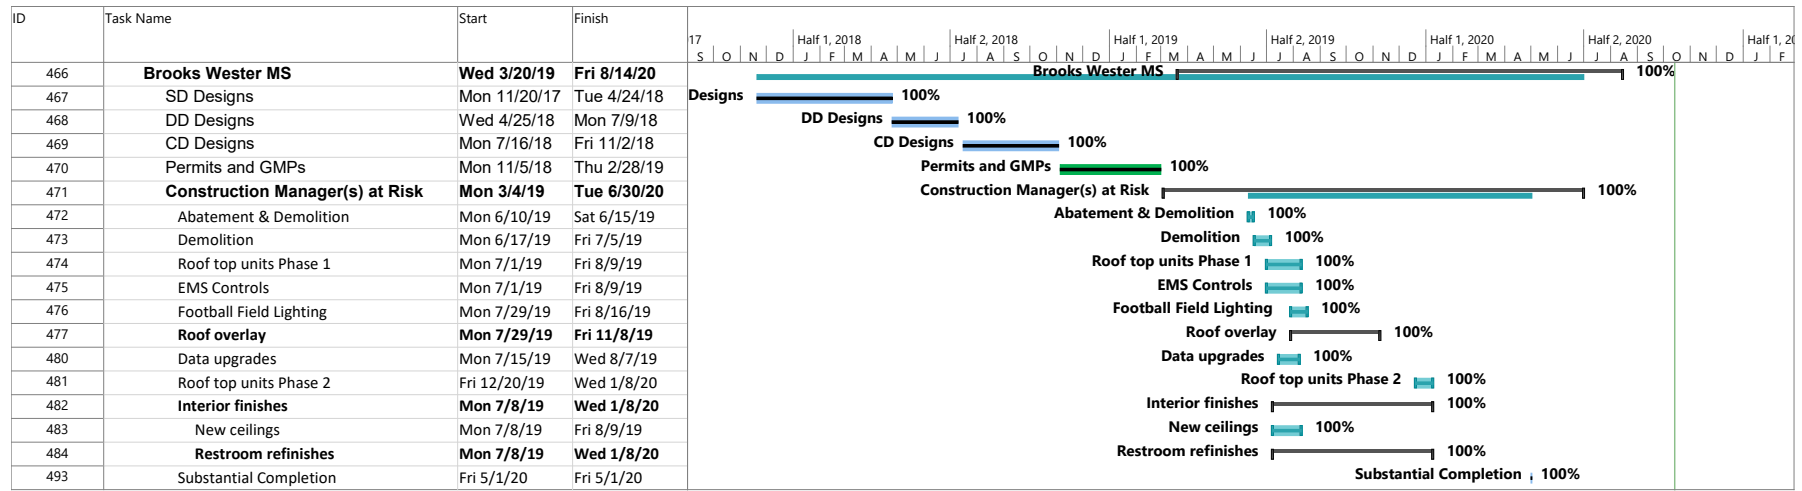 ID Task Name Start Finish
17 Half 1, 2018 Half 2, 2018 Half 1, 2019 Half 2, 2019 Half 1, 2020 Half 2, 2020 Half 1, 20
S O N D J F M A M J J A S O N D J F M A M J J A S O N D J F M A M J J A S O N D J F
466 Brooks Wester MS Wed 3/20/19 Fri 8/14/20 Brooks Wester MS 100%
467 SD Designs Mon 11/20/17 Tue 4/24/18 Designs 100%
468 DD Designs Wed 4/25/18 Mon 7/9/18 DD Designs 100%
469 CD Designs Mon 7/16/18 Fri 11/2/18 CD Designs 100%
470 Permits and GMPs Mon 11/5/18 Thu 2/28/19 Permits and GMPs 100%
471 Construction Manager(s) at Risk Mon 3/4/19 Tue 6/30/20 Construction Manager(s) at Risk 100%
472 Abatement & Demolition Mon 6/10/19 Sat 6/15/19 Abatement & Demolition 100%
473 Demolition Mon 6/17/19 Fri 7/5/19 Demolition 100%
474 Roof top units Phase 1 Mon 7/1/19 Fri 8/9/19 Roof top units Phase 1 100%
475 EMS Controls Mon 7/1/19 Fri 8/9/19 EMS Controls 100%
476 Football Field Lighting Mon 7/29/19 Fri 8/16/19 Football Field Lighting 100%
477 Roof overlay Mon 7/29/19 Fri 11/8/19 Roof overlay 100%
480 Data upgrades Mon 7/15/19 Wed 8/7/19 Data upgrades 100%
481 Roof top units Phase 2 Fri 12/20/19 Wed 1/8/20 Roof top units Phase 2 100%
482 Interior finishes Mon 7/8/19 Wed 1/8/20 Interior finishes 100%
483 New ceilings Mon 7/8/19 Fri 8/9/19 New ceilings 100%
484 Restroom refinishes Mon 7/8/19 Wed 1/8/20 Restroom refinishes 100%
493 Substantial Completion Fri 5/1/20 Fri 5/1/20 Substantial Completion 100%